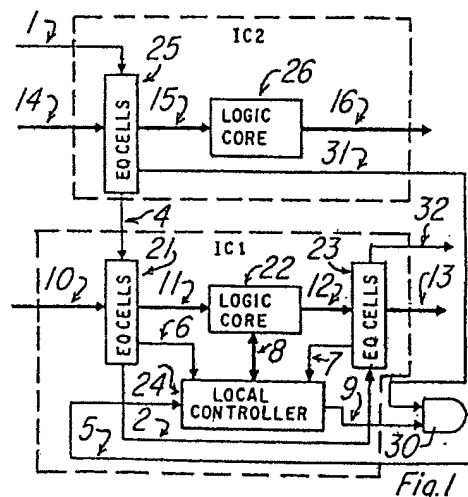 1
25
IC2
26
14
15
LOGIC CORE
16
EQ CELLS
31
4
32
21
IC1
23
22
10
11
LOGIC CORE
12
13
EQ CELLS
EQ CELLS
6
8
7
24
LOCAL CONTROLLER
9
2
5
30
Fig.1